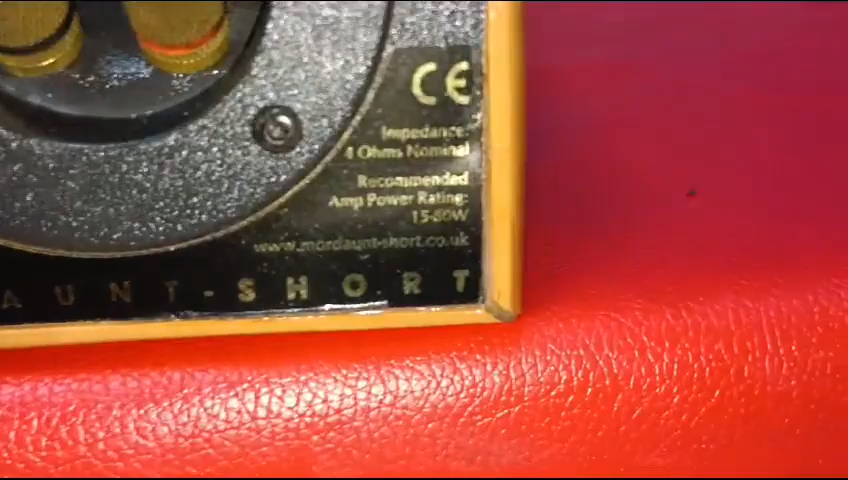 CE
Impedance:
4 Ohms Nominal
Recommended
Amp Power Rating:
15-80W
www.mordaunt-short.co.uk
AUNT-SHORT